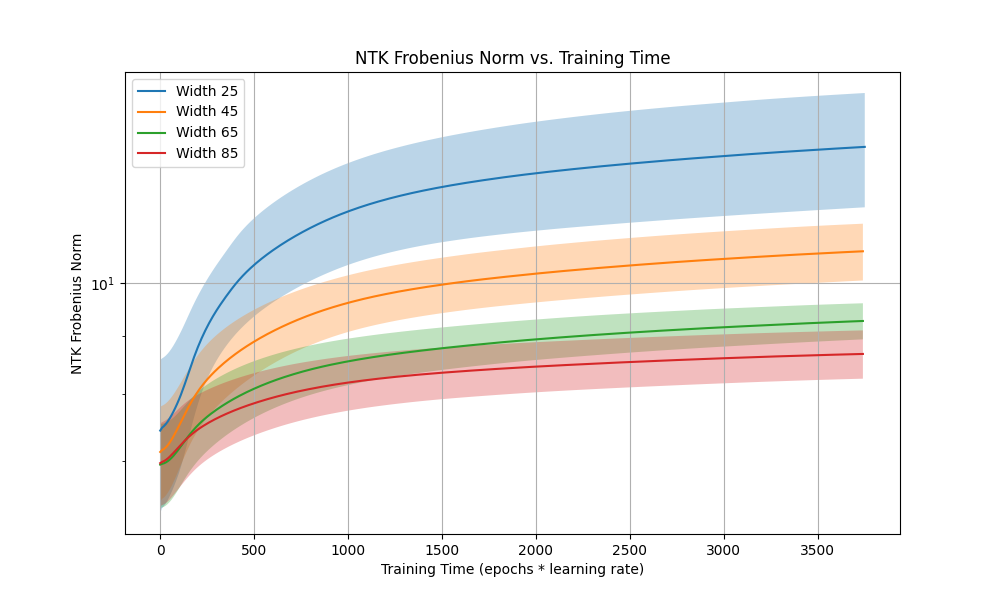 NTK Frobenius Norm vs. Training Time
Width 25
Width 45
Width 65
Width 85
NTK Frobenius Norm
10¹
0 500 1000 1500 2000 2500 3000 3500
Training Time (epochs * learning rate)